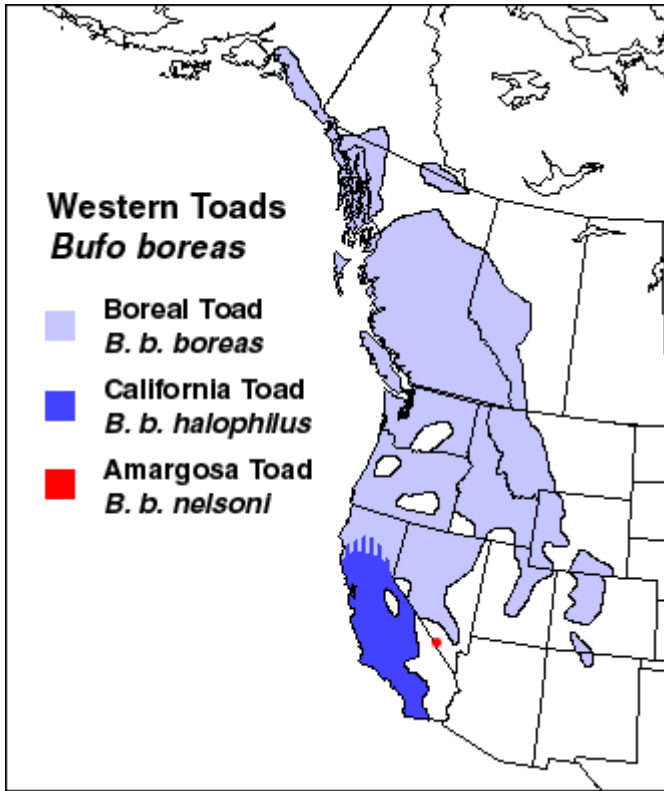 Western Toads
Bufo boreas
Boreal Toad
B. b. boreas
California Toad
B. b. halophilus
Amargosa Toad
B. b. nelsoni